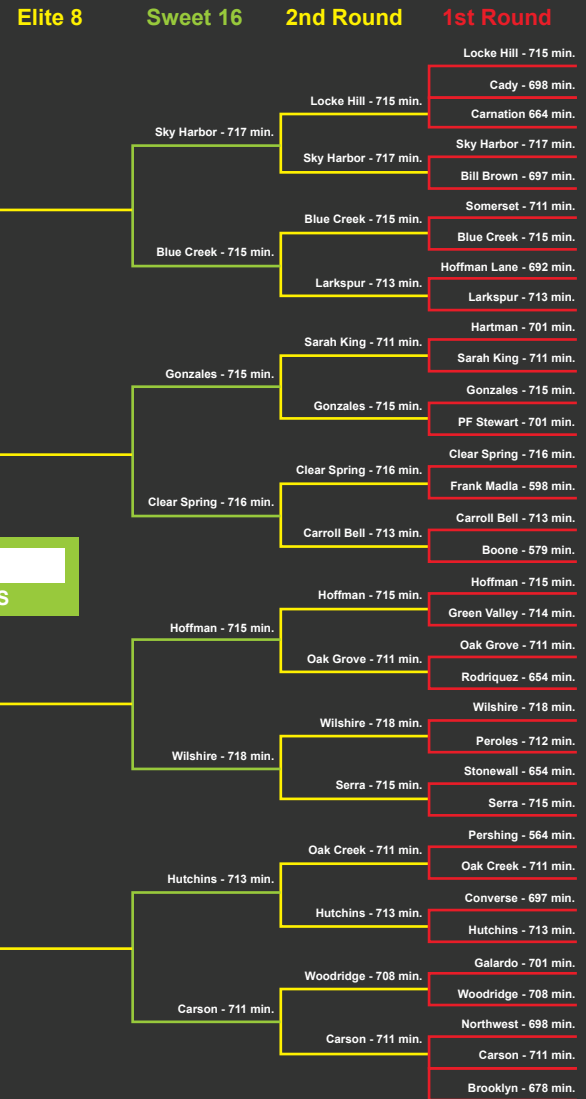 Elite 8 Sweet 16 2nd Round 1st Round
Locke Hill - 715 min.
Cady - 698 min.
Locke Hill - 715 min.
Carnation 664 min.
Sky Harbor - 717 min.
Sky Harbor - 717 min.
Sky Harbor - 717 min.
Bill Brown - 697 min.
Somerset - 711 min.
Blue Creek - 715 min.
Blue Creek - 715 min.
Blue Creek - 715 min.
Hoffman Lane - 692 min.
Larkspur - 713 min.
Larkspur - 713 min.
Hartman - 701 min.
Sarah King - 711 min.
Sarah King - 711 min.
Gonzales - 715 min.
Gonzales - 715 min.
Gonzales - 715 min.
PF Stewart - 701 min.
Clear Spring - 716 min.
Clear Spring - 716 min.
Frank Madla - 598 min.
Clear Spring - 716 min.
Carroll Bell - 713 min.
Carroll Bell - 713 min.
Boone - 579 min.
S
Hoffman - 715 min.
Hoffman - 715 min.
Green Valley - 714 min.
Hoffman - 715 min.
Oak Grove - 711 min.
Oak Grove - 711 min.
Rodriquez - 654 min.
Wilshire - 718 min.
Wilshire - 718 min.
Peroles - 712 min.
Wilshire - 718 min.
Stonewall - 654 min.
Serra - 715 min.
Serra - 715 min.
Pershing - 564 min.
Oak Creek - 711 min.
Oak Creek - 711 min.
Hutchins - 713 min.
Converse - 697 min.
Hutchins - 713 min.
Hutchins - 713 min.
Galardo - 701 min.
Woodridge - 708 min.
Woodridge - 708 min.
Carson - 711 min.
Northwest - 698 min.
Carson - 711 min.
Carson - 711 min.
Brooklyn - 678 min.